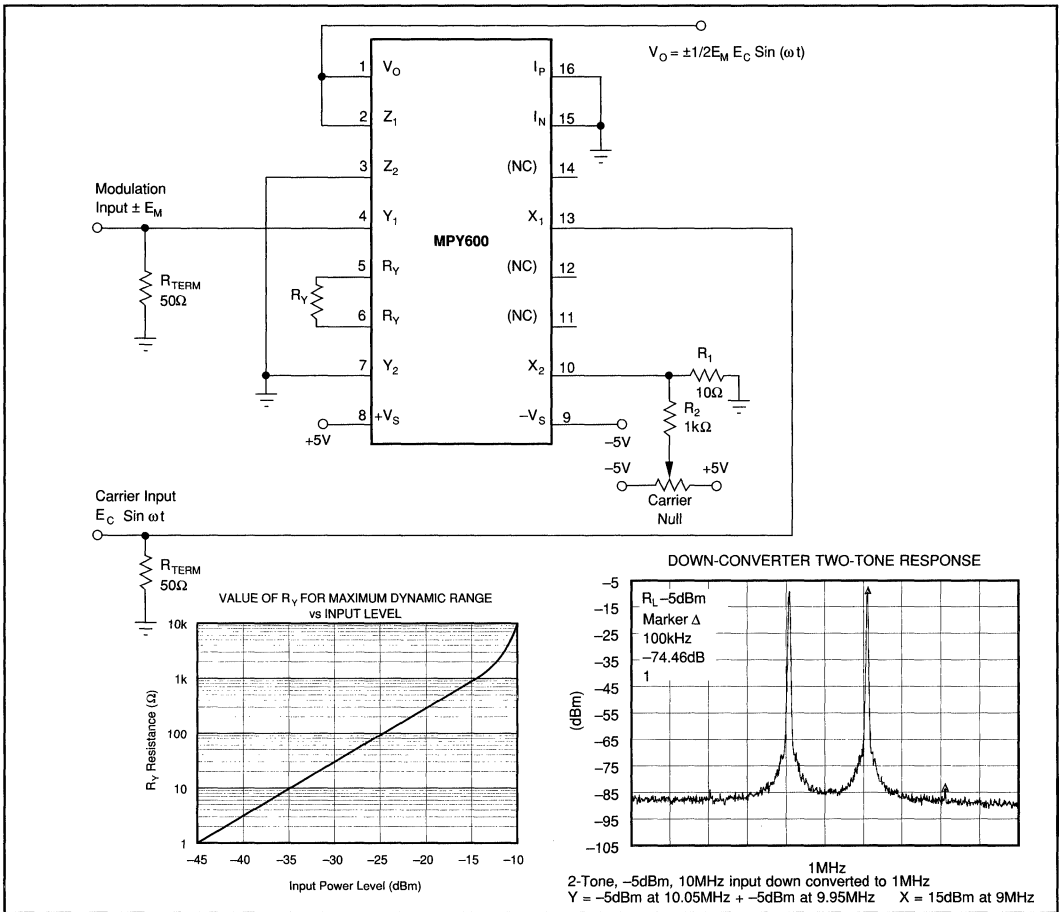 V_O = ±1/2E_M E_C Sin (ωt)
1 V_O
I_P 16
2 Z_1
I_N 15
3 Z_2
(NC) 14
Modulation
Input ± E_M
4 Y_1
X_1 13
MPY600
R_TERM
50Ω
5 R_Y
(NC) 12
R_Y
6 R_Y
(NC) 11
7 Y_2
X_2 10
R_1
10Ω
R_2
1kΩ
8 +V_S
–V_S 9
+5V
–5V
–5V
+5V
Carrier
Null
Carrier Input
E_C Sin ωt
R_TERM
50Ω
VALUE OF R_Y FOR MAXIMUM DYNAMIC RANGE
vs INPUT LEVEL
10k
1k
100
10
1
R_Y Resistance (Ω)
–45 –40 –35 –30 –25 –20 –15 –10
Input Power Level (dBm)
DOWN-CONVERTER TWO-TONE RESPONSE
–5
–15
–25
–35
–45
–55
–65
–75
–85
–95
–105
(dBm)
R_L –5dBm
Marker Δ
100kHz
–74.46dB
1
1MHz
2-Tone, –5dBm, 10MHz input down converted to 1MHz
Y = –5dBm at 10.05MHz + –5dBm at 9.95MHz X = 15dBm at 9MHz